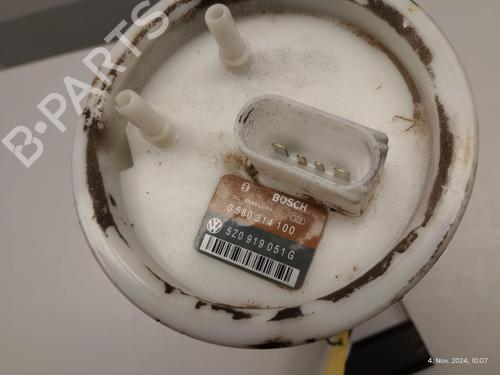 B-PARTS
BOSCH
0 580 314 100
5Z0 919 051 G
4. Nov. 2024, 10:07